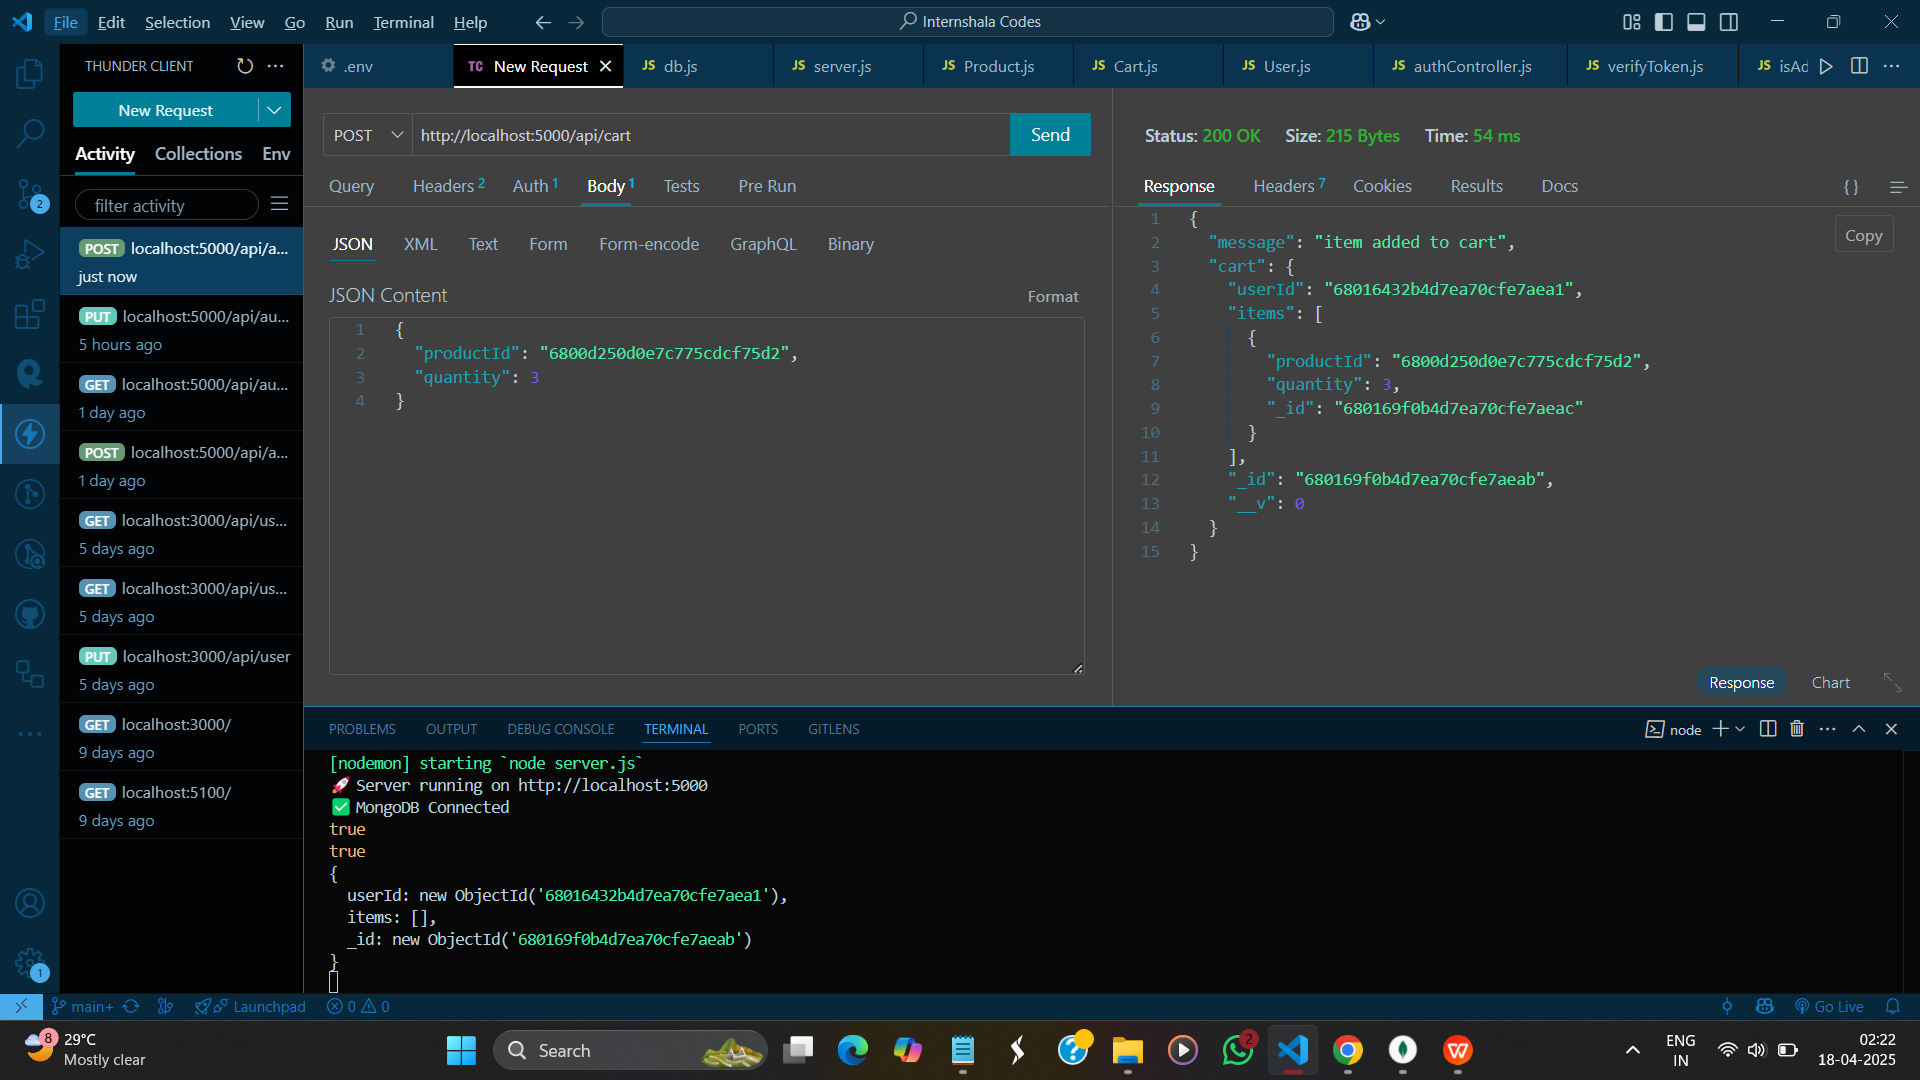 File Edit Selection View Go Run Terminal Help
Internshala Codes
THUNDER CLIENT
New Request
Activity Collections Env
filter activity
POST localhost:5000/api/a...
just now
PUT localhost:5000/api/au...
5 hours ago
GET localhost:5000/api/au...
1 day ago
POST localhost:5000/api/a...
1 day ago
GET localhost:3000/api/us...
5 days ago
GET localhost:3000/api/us...
5 days ago
PUT localhost:3000/api/user
5 days ago
GET localhost:3000/
9 days ago
GET localhost:5100/
9 days ago
2
1
.env
TC New Request
JS db.js
JS server.js
JS Product.js
JS Cart.js
JS User.js
JS authController.js
JS verifyToken.js
JS isAd
POST http://localhost:5000/api/cart Send
Query Headers 2 Auth 1 Body 1 Tests Pre Run
JSON XML Text Form Form-encode GraphQL Binary
JSON Content Format
1 {
2 "productId": "6800d250d0e7c775cdcf75d2",
3 "quantity": 3
4 }
Status: 200 OK Size: 215 Bytes Time: 54 ms
Response Headers 7 Cookies Results Docs { }
Copy
1 {
2 "message": "item added to cart",
3 "cart": {
4 "userId": "68016432b4d7ea70cfe7aea1",
5 "items": [
6 {
7 "productId": "6800d250d0e7c775cdcf75d2",
8 "quantity": 3,
9 "_id": "680169f0b4d7ea70cfe7aeac"
10 }
11 ],
12 "_id": "680169f0b4d7ea70cfe7aeab",
13 "__v": 0
14 }
15 }
Response Chart
PROBLEMS OUTPUT DEBUG CONSOLE TERMINAL PORTS GITLENS
node
[nodemon] starting `node server.js`
🚀 Server running on http://localhost:5000
✅ MongoDB Connected
true
true
{
userId: new ObjectId('68016432b4d7ea70cfe7aea1'),
items: [],
_id: new ObjectId('680169f0b4d7ea70cfe7aeab')
}
main+ Launchpad 0 0 Go Live
8
29°C
Mostly clear
Search
2
ENG
IN
02:22
18-04-2025